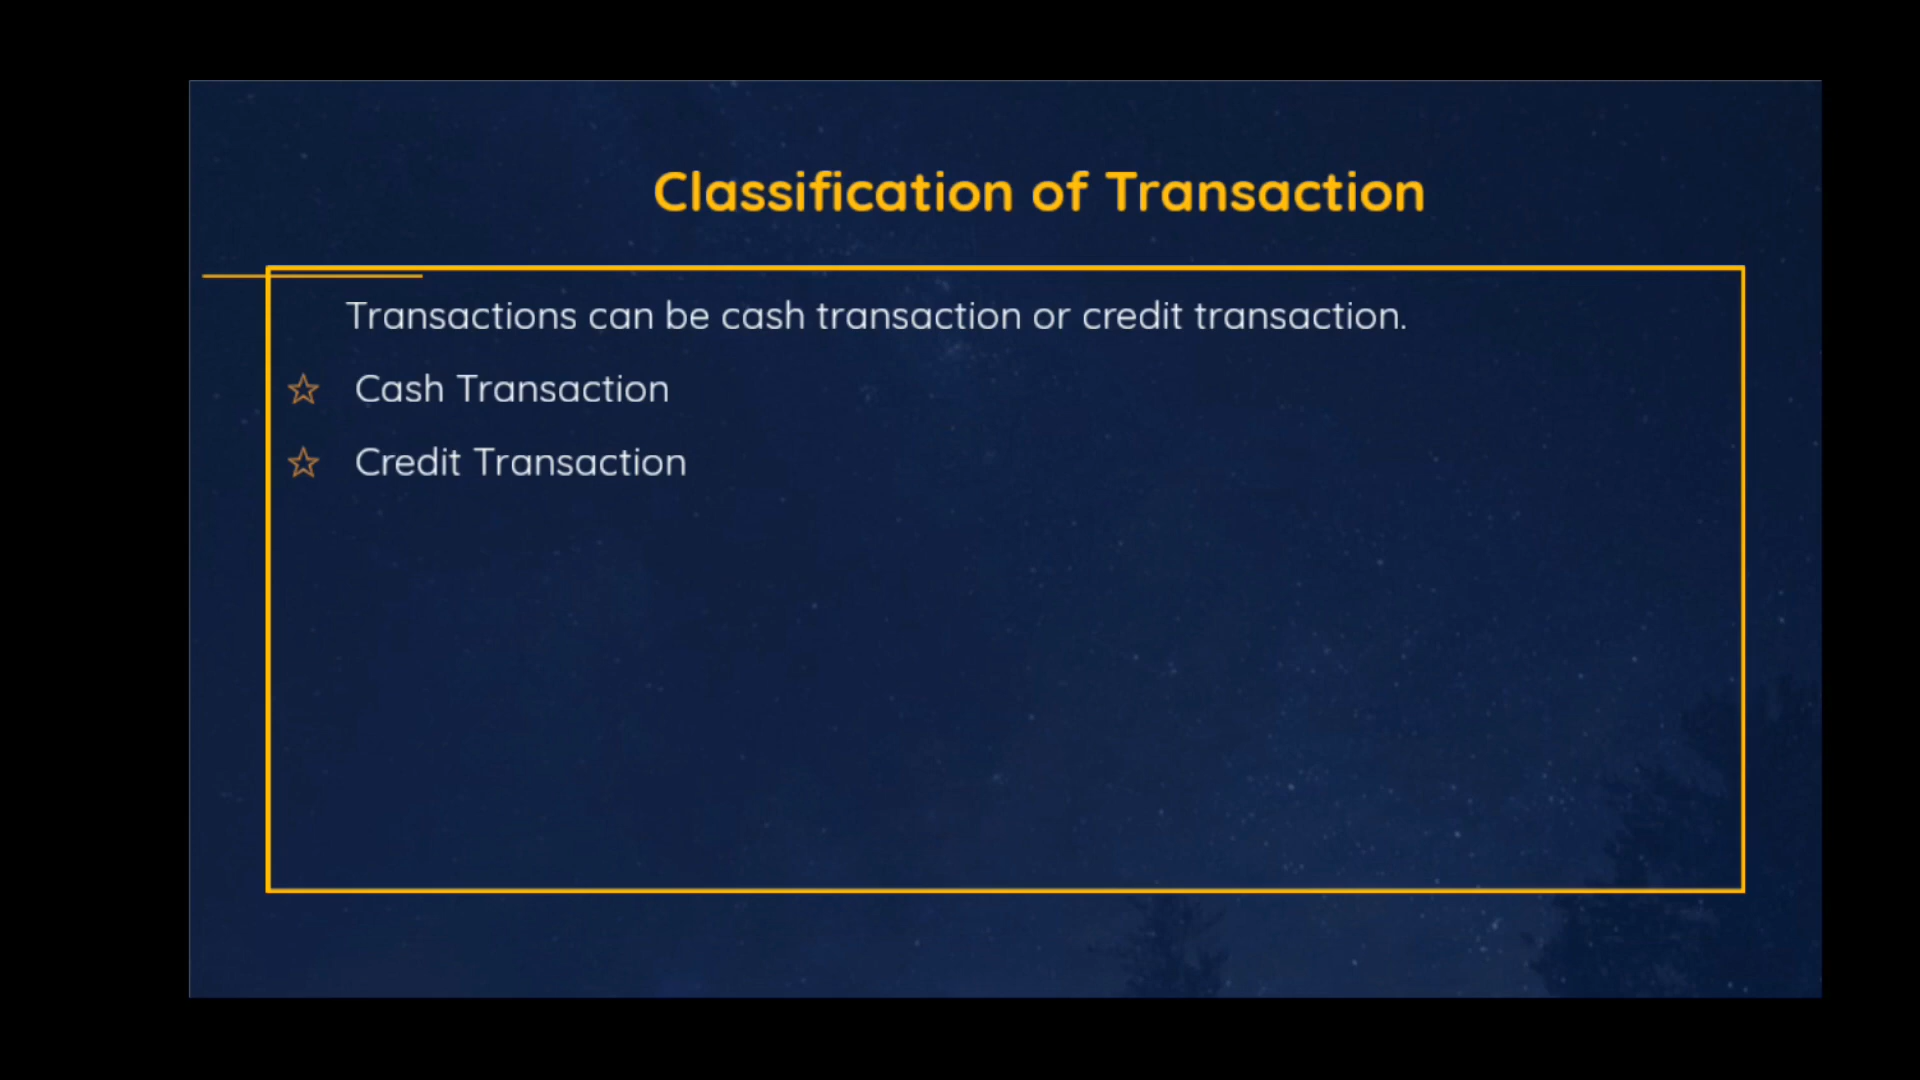 Classification of Transaction
Transactions can be cash transaction or credit transaction.
Cash Transaction
Credit Transaction